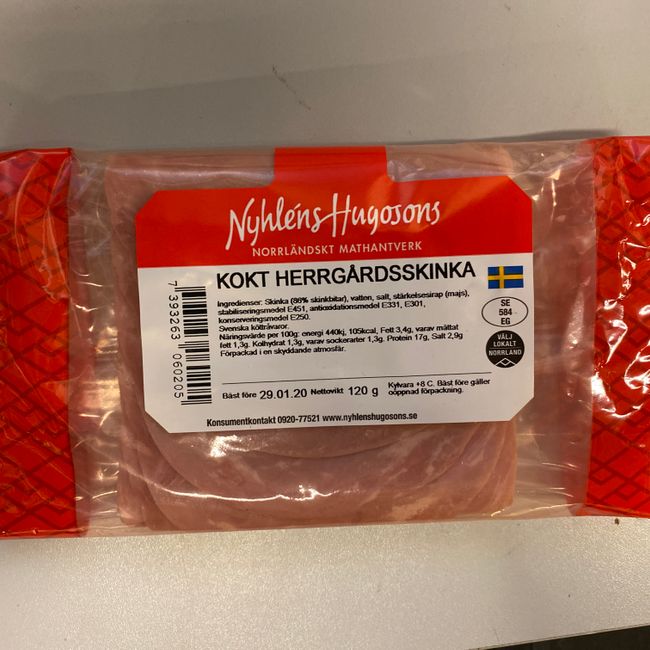 Nyhléns Hugosons
NORRLÄNDSKT MATHANTVERK
KOKT HERRGÅRDSSKINKA
Ingredienser: Skinka (86% skinkbitar), vatten, salt, stärkelsesirap (majs),
stabiliseringsmedel E451, antioxidationsmedel E331, E301,
konserveringsmedel E250.
Svenska köttråvaror.
Näringsvärde per 100g: energi 440kj, 105kcal, Fett 3,4g, varav mättat
fett 1,3g. Kolhydrat 1,3g, varav sockerarter 1,3g. Protein 17g, Salt 2,9g
Förpackad i en skyddande atmosfär.
SE
584
EG
VÄLJ
LOKALT
NORRLAND
7393263 060205
Bäst före 29.01.20 Nettovikt 120 g
Kylvara +8 C. Bäst före gäller
oöppnad förpackning.
Konsumentkontakt 0920-77521 www.nyhlenshugosons.se